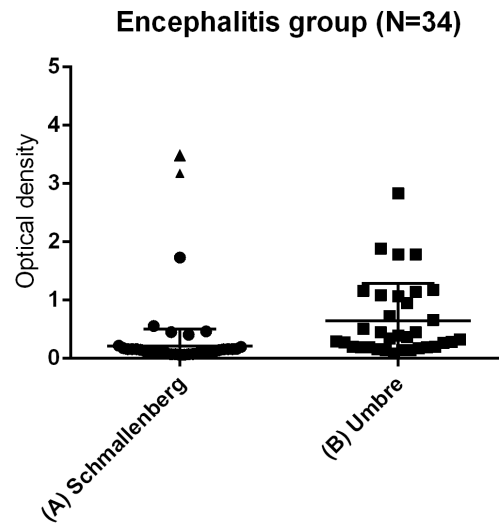 Encephalitis group (N=34)
Optical density
5
4
3
2
1
0
(A) Schmallenberg
(B) Umbre